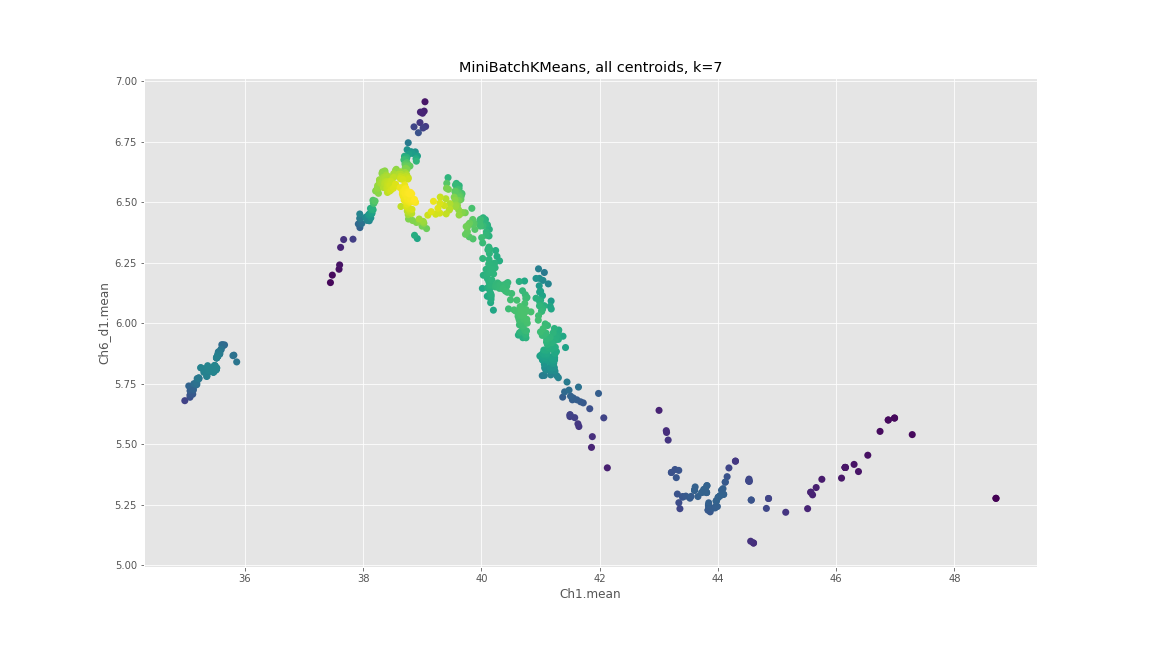 MiniBatchKMeans, all centroids, k=7
7.00
6.75
6.50
6.25
6.00
5.75
5.50
5.25
5.00
Ch6_d1.mean
36 38 40 42 44 46 48
Ch1.mean